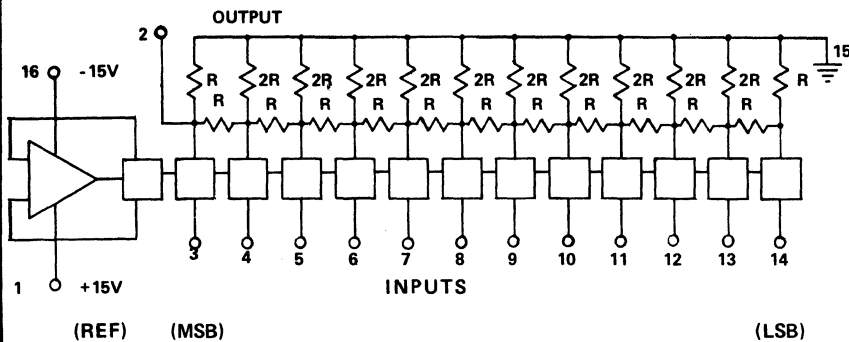 OUTPUT
2
15
16 -15V
R 2R 2R 2R 2R 2R 2R 2R 2R 2R 2R R
R R R R R R R R R R R
3 4 5 6 7 8 9 10 11 12 13 14
1 +15V
INPUTS
(REF) (MSB) (LSB)